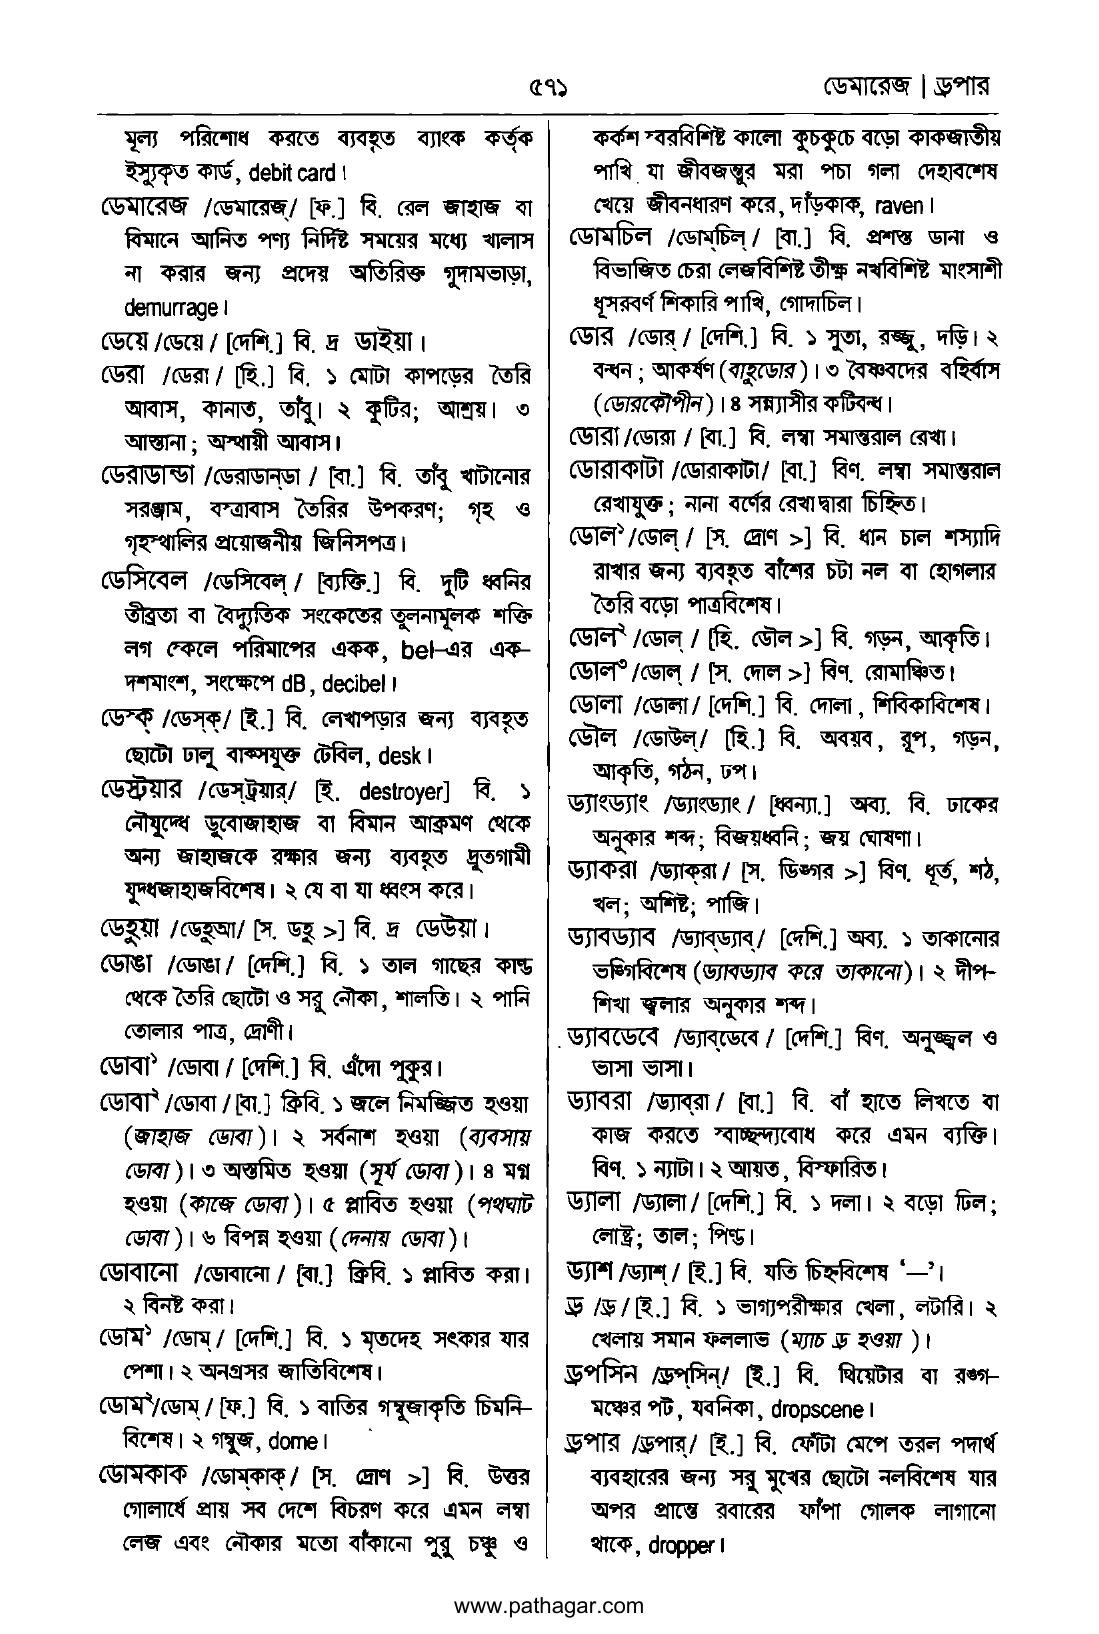 ৫৭১
ডেমারেজ | ড্রপার
মূল্য পরিশোধ করতে ব্যবহৃত ব্যাংক কর্তৃক
ইস্যুকৃত কার্ড, debit card।
ডেমারেজ /ডেমারেজ্/ [ফ.] বি. রেল জাহাজ বা
বিমানে আনিত পণ্য নির্দিষ্ট সময়ের মধ্যে খালাস
না করার জন্য প্রদেয় অতিরিক্ত গুদামভাড়া,
demurrage।
ডেয়ে /ডেয়ে / [দেশি.] বি. দ্র ডাইয়া।
ডেরা /ডেরা / [হি.] বি. ১ মোটা কাপড়ের তৈরি
আবাস, কানাত, তাঁবু। ২ কুটির; আশ্রয়। ৩
আস্তানা; অস্থায়ী আবাস।
ডেরাডান্ডা /ডেরাডান্‌ডা / [বা.] বি. তাঁবু খাটানোর
সরঞ্জাম, বস্ত্রাবাস তৈরির উপকরণ; গৃহ ও
গৃহস্থালির প্রয়োজনীয় জিনিসপত্র।
ডেসিবেল /ডেসিবেল্ / [ব্যক্তি.] বি. দুটি ধ্বনির
তীব্রতা বা বৈদ্যুতিক সংকেতের তুলনামূলক শক্তি
লগ স্কেলে পরিমাপের একক, bel-এর এক-
দশমাংশ, সংক্ষেপে dB, decibel।
ডেস্ক্ /ডেস্‌ক্/ [ই.] বি. লেখাপড়ার জন্য ব্যবহৃত
ছোটো ঢালু বাক্সযুক্ত টেবিল, desk।
ডেস্ট্রয়ার /ডেস্‌ট্রয়ার্/ [ই. destroyer] বি. ১
নৌযুদ্ধে ডুবোজাহাজ বা বিমান আক্রমণ থেকে
অন্য জাহাজকে রক্ষার জন্য ব্যবহৃত দ্রুতগামী
যুদ্ধজাহাজবিশেষ। ২ যে বা যা ধ্বংস করে।
ডেহুয়া /ডেহুআ/ [স. ডহু >] বি. দ্র ডেউয়া।
ডোঙা /ডোঙা / [দেশি.] বি. ১ তাল গাছের কান্ড
থেকে তৈরি ছোটো ও সরু নৌকা, শালতি। ২ পানি
তোলার পাত্র, দ্রোণী।
ডোবা১ /ডোবা / [দেশি.] বি. এঁদো পুকুর।
ডোবা২ /ডোবা / [বা.] ক্রিবি. ১ জলে নিমজ্জিত হওয়া
(জাহাজ ডোবা)। ২ সর্বনাশ হওয়া (ব্যবসায়
ডোবা)। ৩ অস্তমিত হওয়া (সূর্য ডোবা)। ৪ মগ্ন
হওয়া (কাজে ডোবা)। ৫ প্লাবিত হওয়া (পথঘাট
ডোবা)। ৬ বিপন্ন হওয়া (দেনায় ডোবা)।
ডোবানো /ডোবানো / [বা.] ক্রিবি. ১ প্লাবিত করা।
২ বিনষ্ট করা।
ডোম১ /ডোম্ / [দেশি.] বি. ১ মৃতদেহ সৎকার যার
পেশা। ২ অনগ্রসর জাতিবিশেষ।
ডোম২/ডোম্ / [ফ.] বি. ১ বাতির গম্বুজাকৃতি চিমনি-
বিশেষ। ২ গম্বুজ, dome।
ডোমকাক /ডোম্‌কাক্/ [স. দ্রোণ >] বি. উত্তর
গোলার্ধে প্রায় সব দেশে বিচরণ করে এমন লম্বা
লেজ এবং নৌকার মতো বাঁকানো পুরু চঞ্চু ও
কর্কশ স্বরবিশিষ্ট কালো কুচকুচে বড়ো কাকজাতীয়
পাখি যা জীবজন্তুর মরা পচা গলা দেহাবশেষ
খেয়ে জীবনধারণ করে, দাঁড়কাক, raven।
ডোমচিল /ডোম্‌চিল্ / [বা.] বি. প্রশস্ত ডানা ও
বিভাজিত চেরা লেজবিশিষ্ট তীক্ষ্ণ নখবিশিষ্ট মাংসাশী
ধূসরবর্ণ শিকারি পাখি, গোদাচিল।
ডোর /ডোর্ / [দেশি.] বি. ১ সুতা, রজ্জু, দড়ি। ২
বন্ধন; আকর্ষণ (বাহুডোর)। ৩ বৈষ্ণবদের বহির্বাস
(ডোরকৌপীন)। ৪ সন্ন্যাসীর কটিবন্ধ।
ডোরা /ডোরা / [বা.] বি. লম্বা সমান্তরাল রেখা।
ডোরাকাটা /ডোরাকাটা/ [বা.] বিণ. লম্বা সমান্তরাল
রেখাযুক্ত; নানা বর্ণের রেখা দ্বারা চিহ্নিত।
ডোল১ /ডোল্ / [স. দ্রোণ >] বি. ধান চাল শস্যাদি
রাখার জন্য ব্যবহৃত বাঁশের চটা নল বা হোগলার
তৈরি বড়ো পাত্রবিশেষ।
ডোল২ /ডোল্ / [হি. ডৌল >] বি. গড়ন, আকৃতি।
ডোল৩ /ডোল্ / [স. দোল >] বিণ. রোমাঞ্চিত।
ডোলা /ডোলা / [দেশি.] বি. দোলা, শিবিকাবিশেষ।
ডৌল /ডোউল্/ [হি.] বি. অবয়ব, রূপ, গড়ন,
আকৃতি, গঠন, ঢপ।
ড্যাংড্যাং /ড্যাংড্যাং / [ধ্বন্যা.] অব্য. বি. ঢাকের
অনুকার শব্দ; বিজয়ধ্বনি; জয় ঘোষণা।
ড্যাকরা /ড্যাক্‌রা / [স. ডিঙ্গর >] বিণ. ধূর্ত, শঠ,
খল; অশিষ্ট; পাজি।
ড্যাবড্যাব /ড্যাব্‌ড্যাব্/ [দেশি.] অব্য. ১ তাকানোর
ভঙ্গিবিশেষ (ড্যাবড্যাব করে তাকানো)। ২ দীপ-
শিখা জ্বলার অনুকার শব্দ।
ড্যাবডেবে /ড্যাব্‌ডেবে / [দেশি.] বিণ. অনুজ্জ্বল ও
ভাসা ভাসা।
ড্যাবরা /ড্যাব্‌রা / [বা.] বি. বাঁ হাতে লিখতে বা
কাজ করতে স্বাচ্ছন্দ্যবোধ করে এমন ব্যক্তি।
বিণ. ১ ন্যাটা। ২ আয়ত, বিস্ফারিত।
ড্যালা /ড্যালা / [দেশি.] বি. ১ দলা। ২ বড়ো ঢিল;
লোষ্ট্র; তাল; পিণ্ড।
ড্যাশ /ড্যাশ্ / [ই.] বি. যতি চিহ্নবিশেষ ‘—’।
ড্র /ড্র / [ই.] বি. ১ ভাগ্যপরীক্ষার খেলা, লটারি। ২
খেলায় সমান ফললাভ (ম্যাচ ড্র হওয়া )।
ড্রপসিন /ড্রপ্‌সিন্/ [ই.] বি. থিয়েটার বা রঙ্গ-
মঞ্চের পট, যবনিকা, dropscene।
ড্রপার /ড্রপার্/ [ই.] বি. ফোঁটা মেপে তরল পদার্থ
ব্যবহারের জন্য সরু মুখের ছোটো নলবিশেষ যার
অপর প্রান্তে রবারের ফাঁপা গোলক লাগানো
থাকে, dropper।
www.pathagar.com